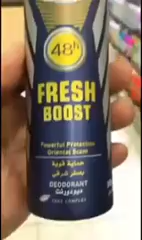 48h
FRESH
BOOST
Powerful Protection
Oriental Scent
حماية قوية
بعطر شرقي
DEODORANT
ديودورنت